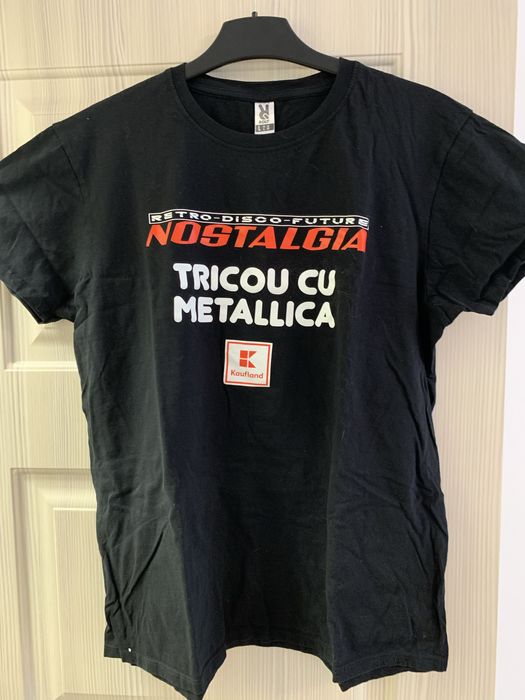 RETRO-DISCO-FUTURE
NOSTALGIA
TRICOU CU
METALLICA
Kaufland